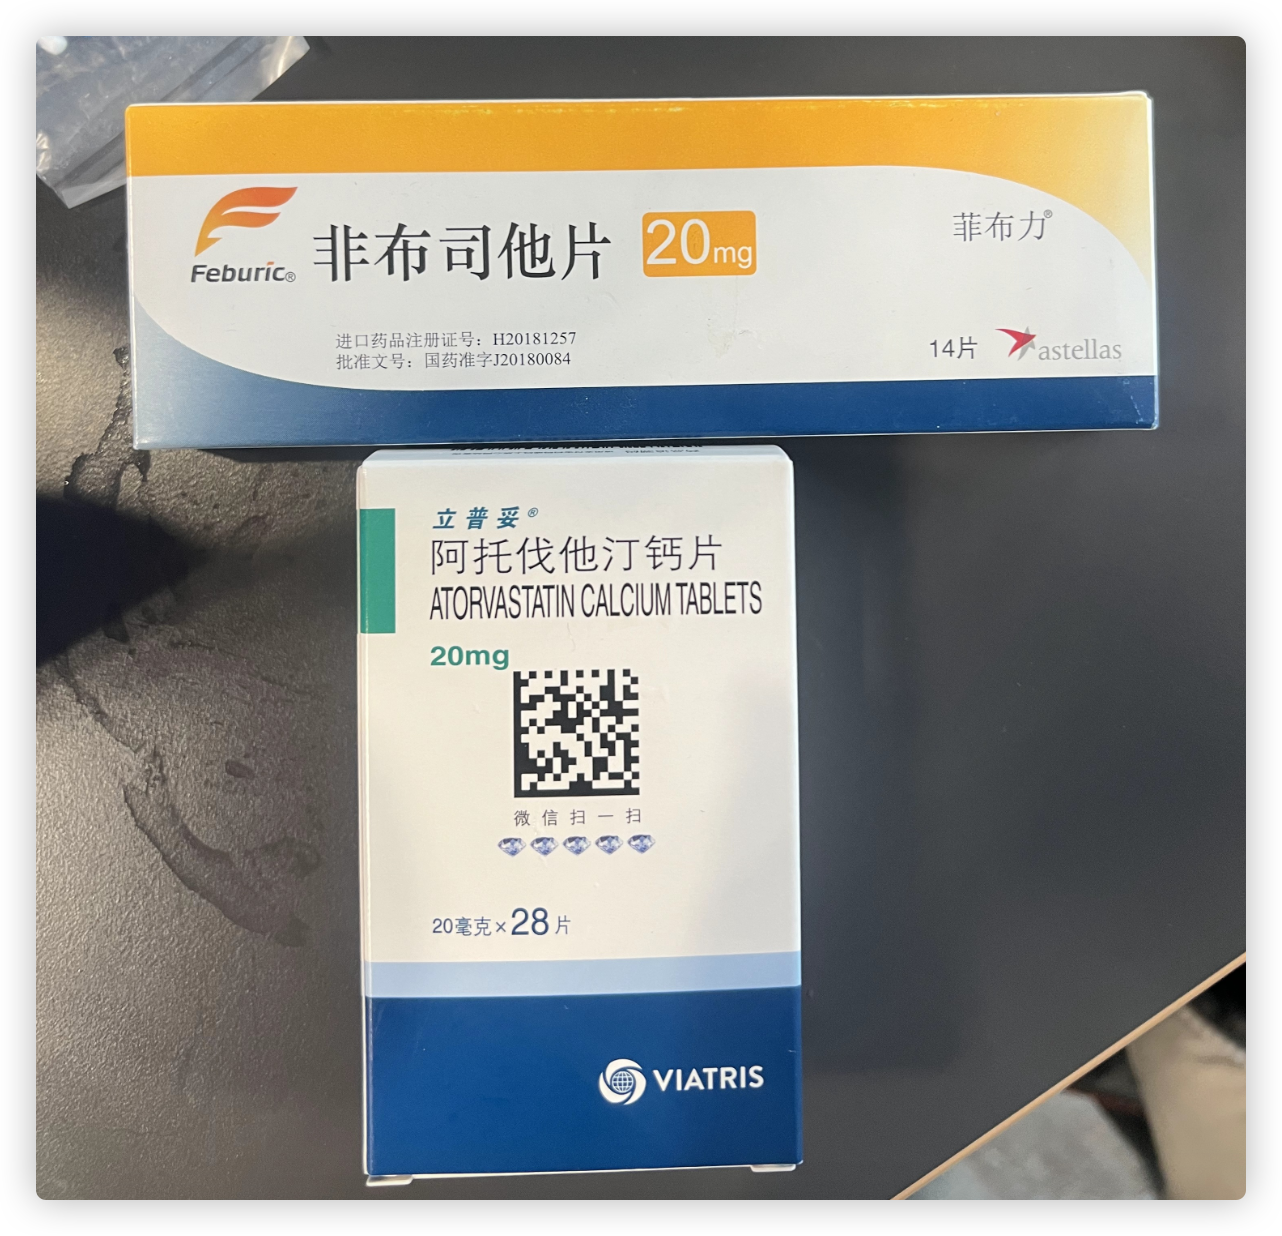 Feburic®
非布司他片 20mg
菲布力®
进口药品注册证号：H20181257
批准文号：国药准字J20180084
14片
astellas
立普妥®
阿托伐他汀钙片
ATORVASTATIN CALCIUM TABLETS
20mg
微信扫一扫
20毫克×28片
VIATRIS